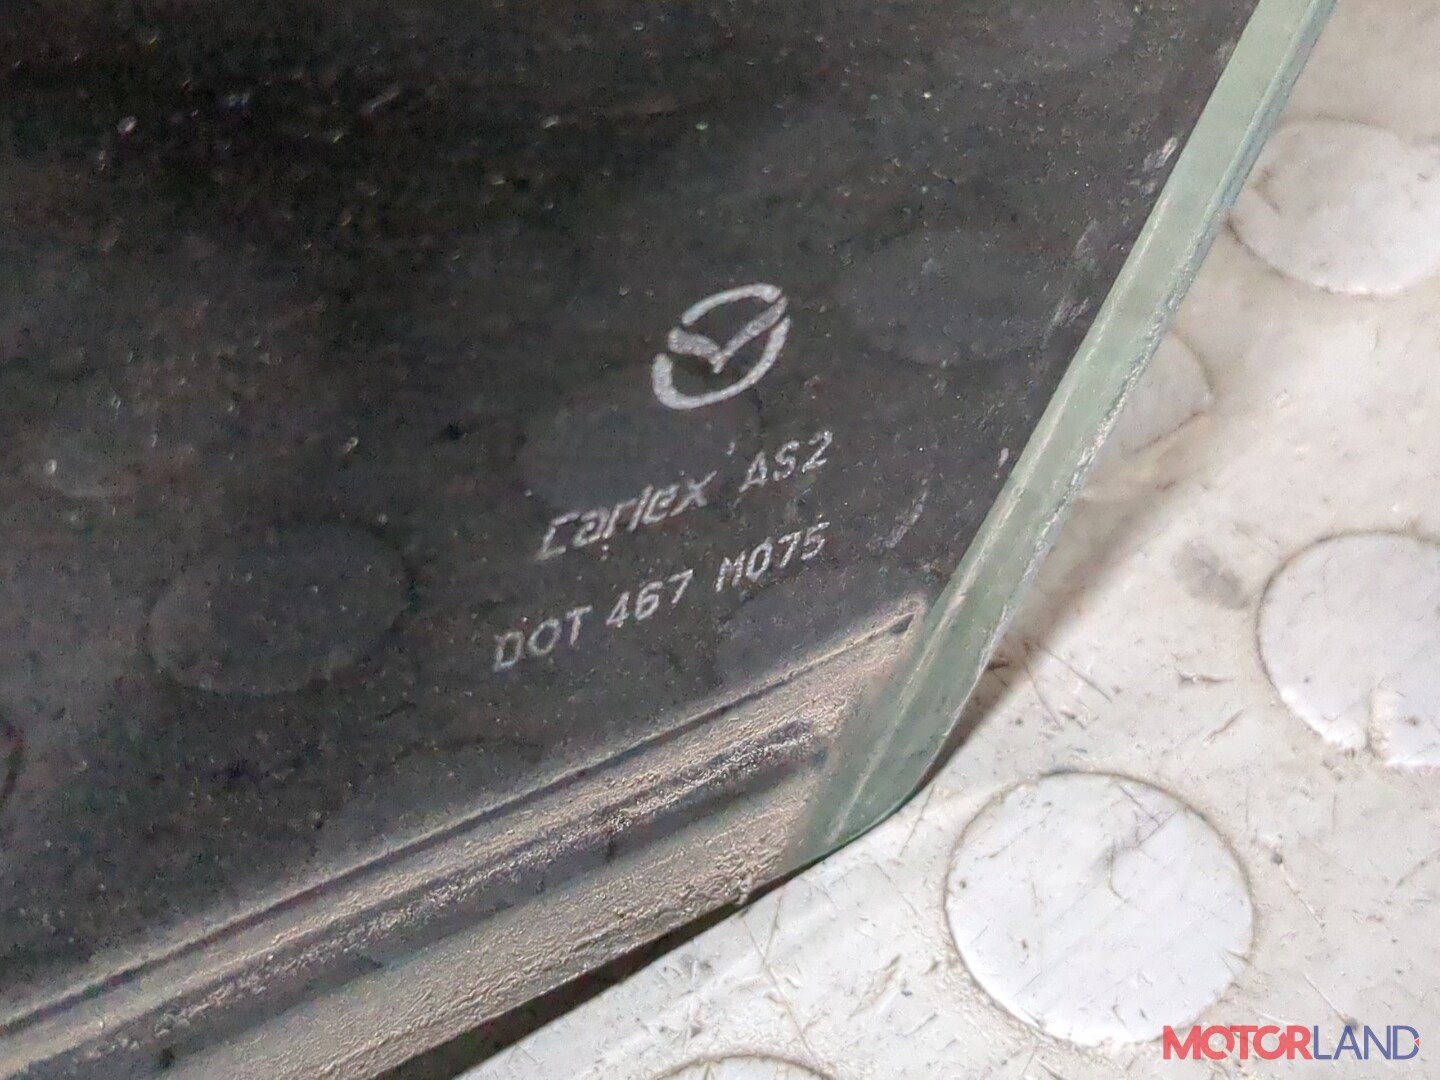 carlex AS2
DOT 467 M075
MOTORLAND